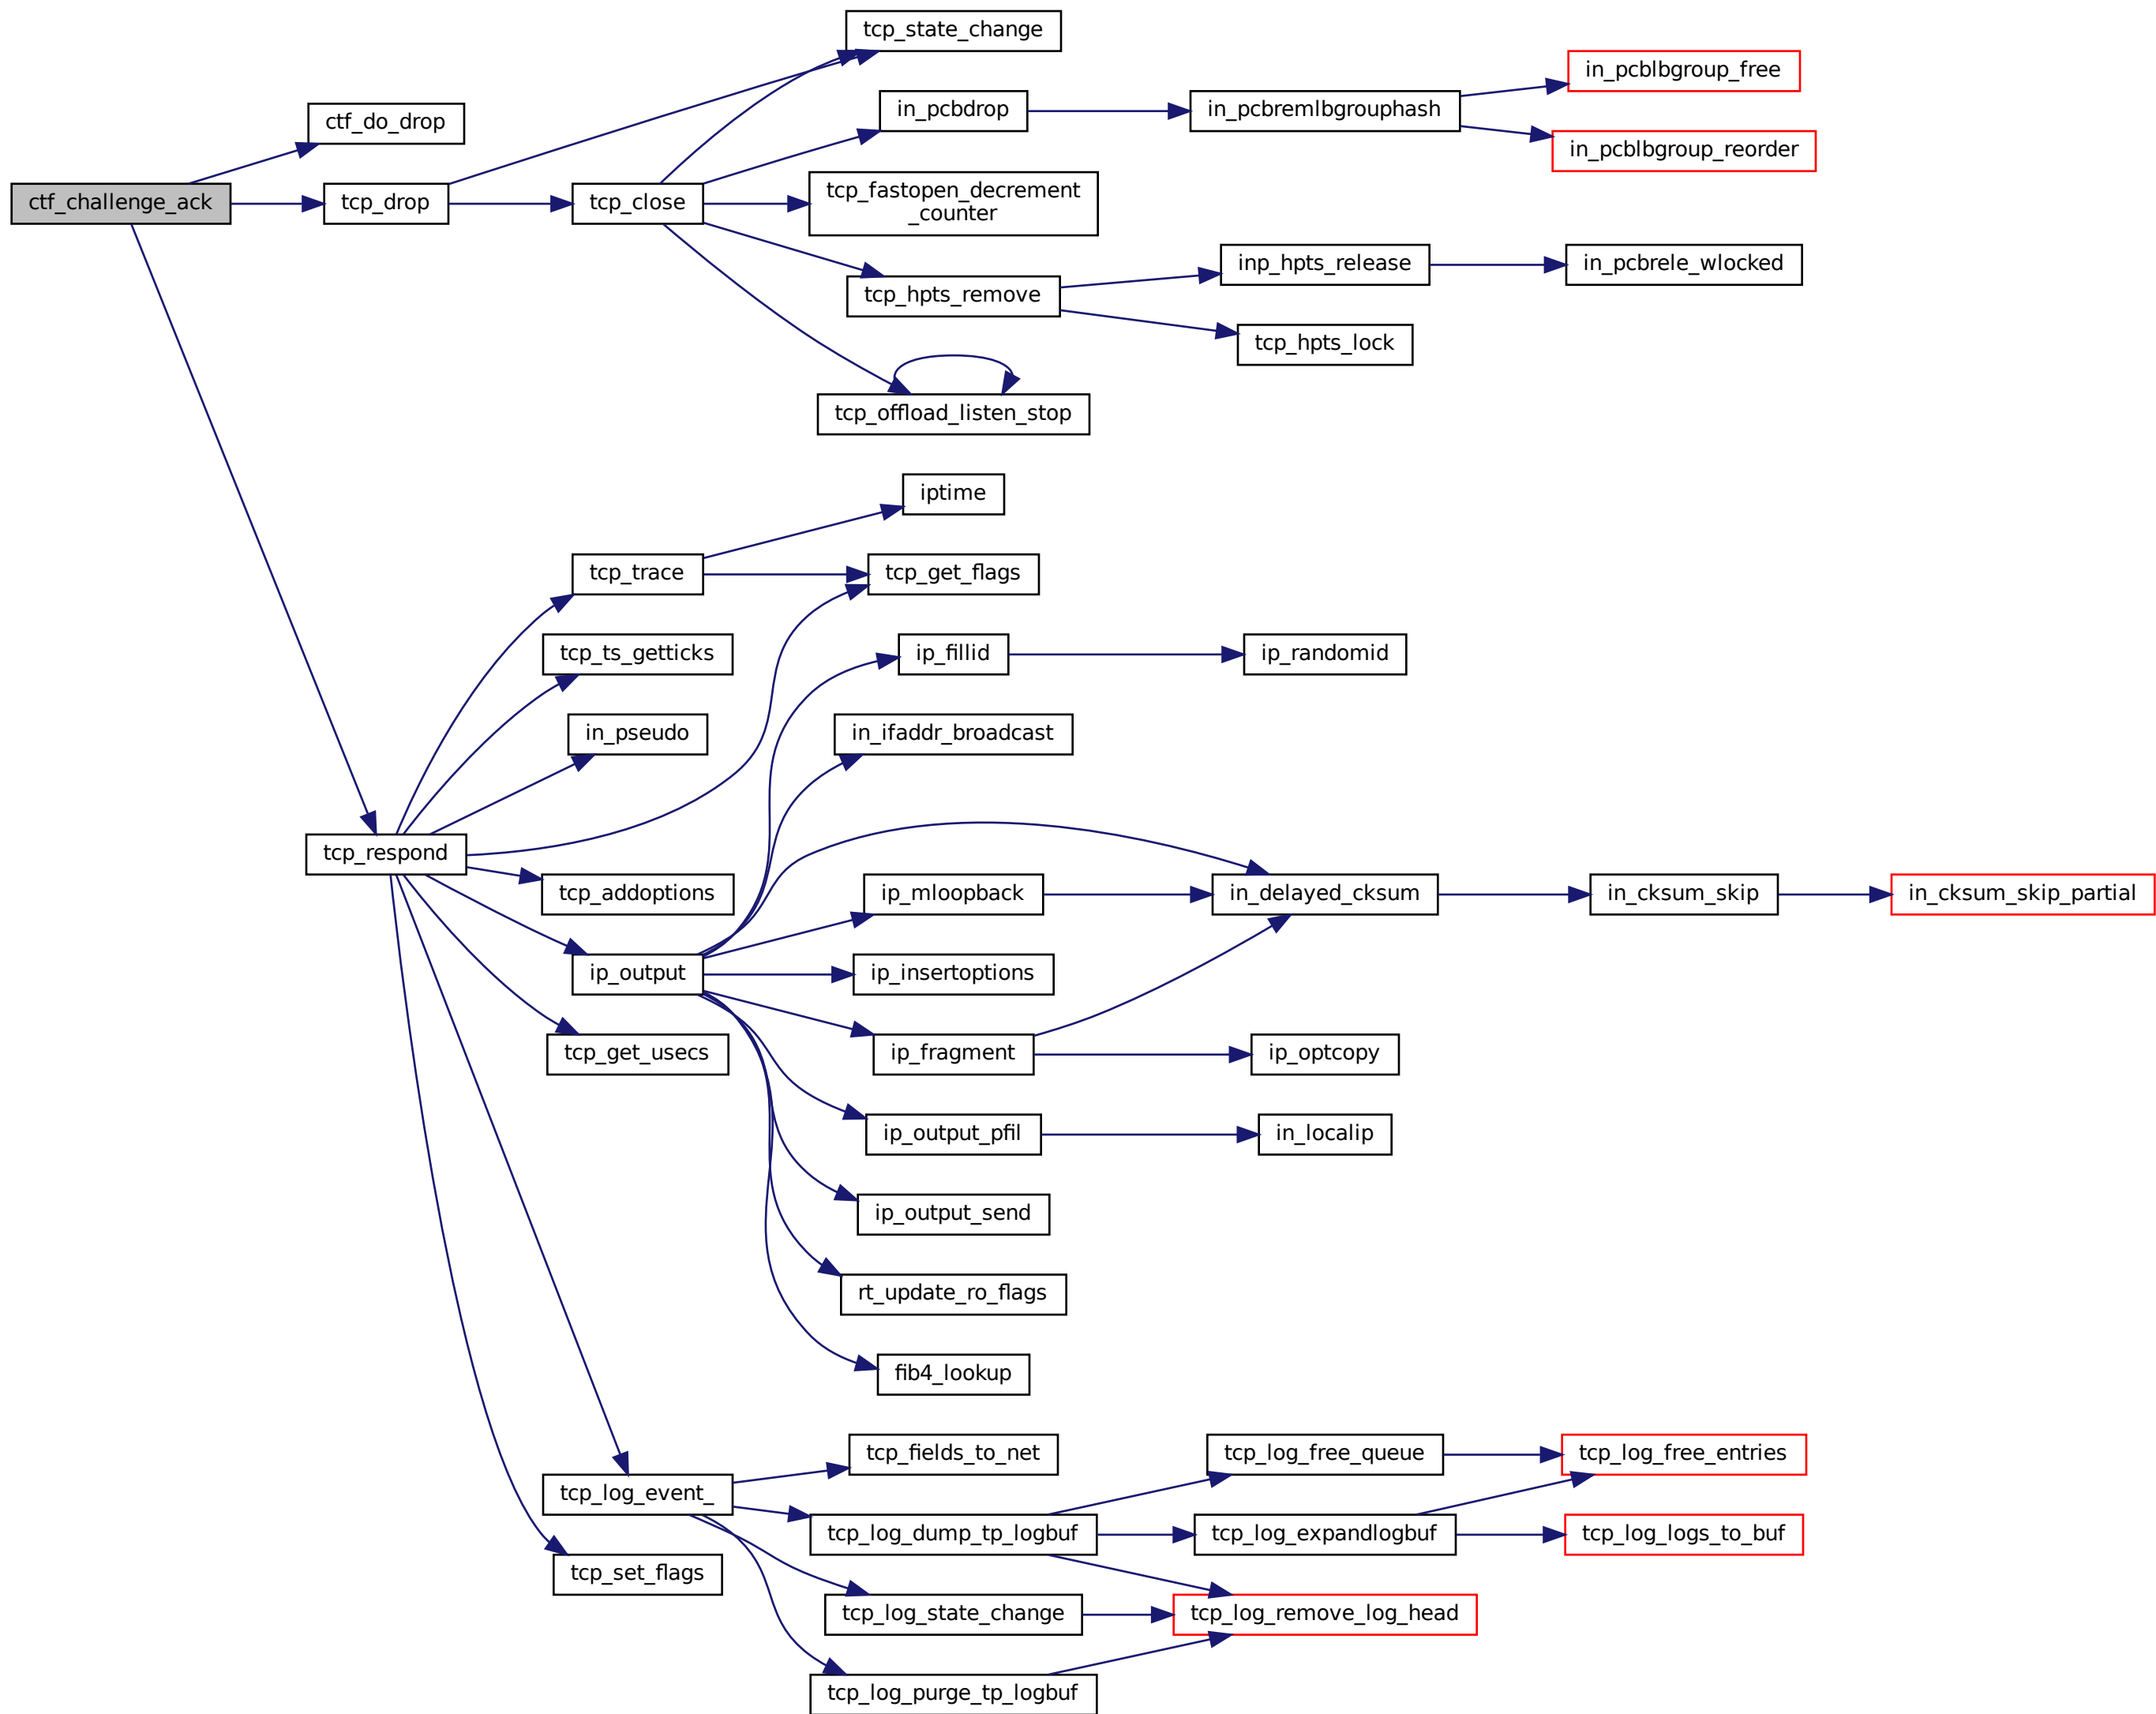 tcp_state_change
in_pcblbgroup_free
ctf_do_drop
in_pcbdrop
in_pcbremlbgrouphash
in_pcblbgroup_reorder
ctf_challenge_ack
tcp_drop
tcp_close
tcp_fastopen_decrement
_counter
inp_hpts_release
in_pcbrele_wlocked
tcp_hpts_remove
tcp_hpts_lock
tcp_offload_listen_stop
iptime
tcp_trace
tcp_get_flags
tcp_ts_getticks
ip_fillid
ip_randomid
in_pseudo
in_ifaddr_broadcast
tcp_respond
tcp_addoptions
ip_mloopback
in_delayed_cksum
in_cksum_skip
in_cksum_skip_partial
ip_output
ip_insertoptions
tcp_get_usecs
ip_fragment
ip_optcopy
ip_output_pfil
in_localip
ip_output_send
rt_update_ro_flags
fib4_lookup
tcp_fields_to_net
tcp_log_free_queue
tcp_log_free_entries
tcp_log_event_
tcp_log_dump_tp_logbuf
tcp_log_expandlogbuf
tcp_log_logs_to_buf
tcp_set_flags
tcp_log_state_change
tcp_log_remove_log_head
tcp_log_purge_tp_logbuf